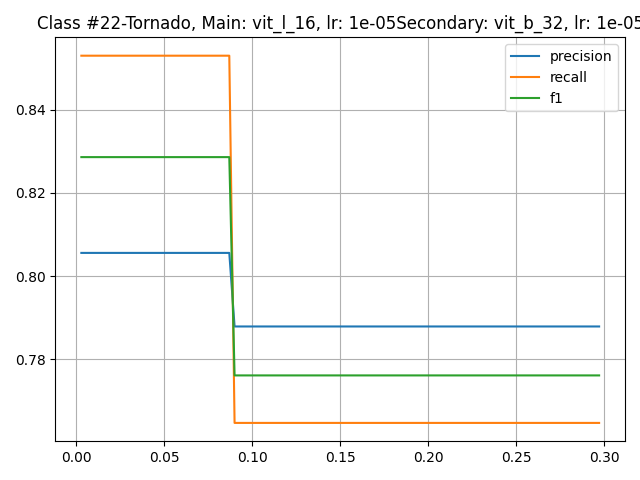 Class #22-Tornado, Main: vit_l_16, lr: 1e-05Secondary: vit_b_32, lr: 1e-05
precision
recall
f1
0.84
0.82
0.80
0.78
0.00 0.05 0.10 0.15 0.20 0.25 0.30